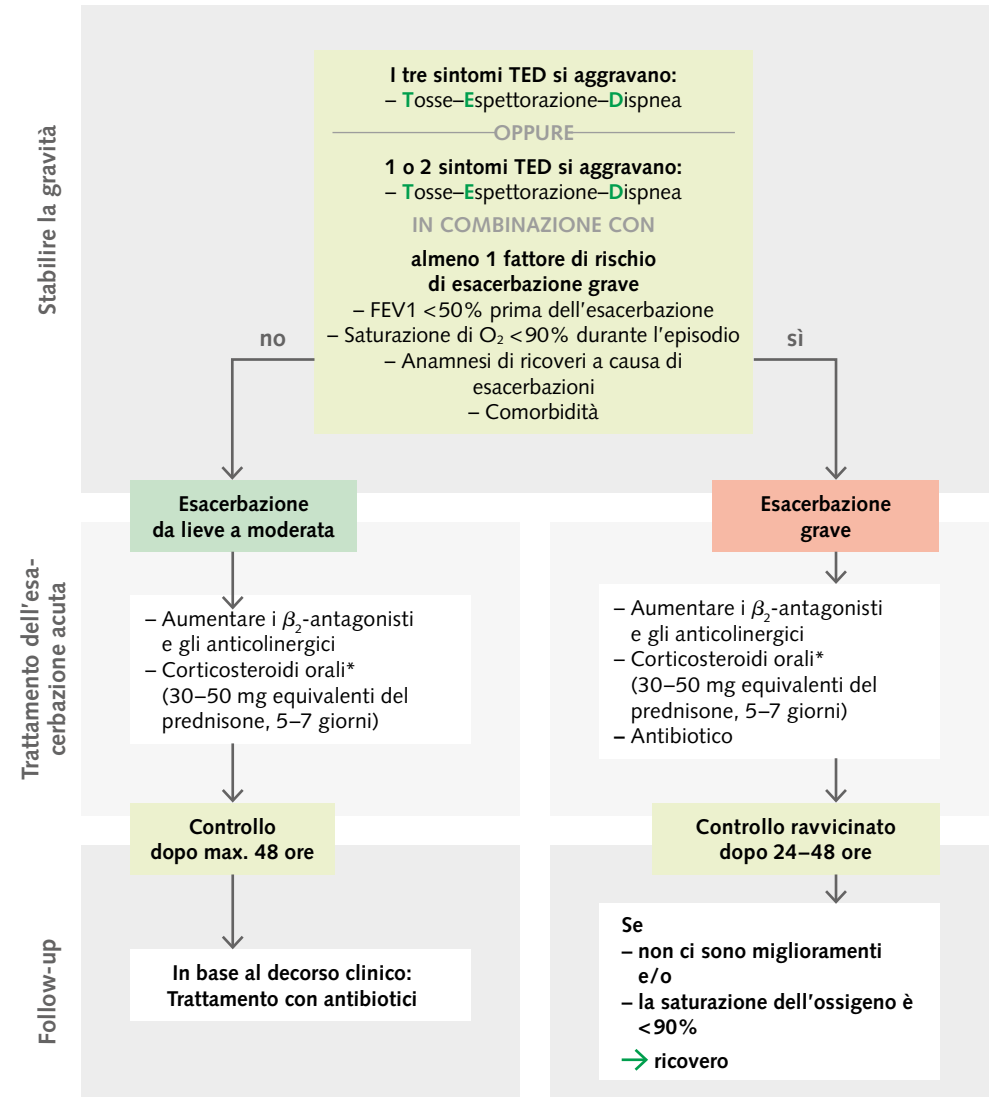 Stabilire la gravità
I tre sintomi TED si aggravano:
– Tosse–Espettorazione–Dispnea
OPPURE
1 o 2 sintomi TED si aggravano:
– Tosse–Espettorazione–Dispnea
IN COMBINAZIONE CON
almeno 1 fattore di rischio
di esacerbazione grave
– FEV1 <50% prima dell'esacerbazione
– Saturazione di O₂ <90% durante l'episodio
– Anamnesi di ricoveri a causa di
esacerbazioni
– Comorbidità
no
sì
Esacerbazione
da lieve a moderata
Esacerbazione
grave
Trattamento dell'esa-
cerbazione acuta
– Aumentare i β₂-antagonisti
e gli anticolinergici
– Corticosteroidi orali*
(30–50 mg equivalenti del
prednisone, 5–7 giorni)
– Aumentare i β₂-antagonisti
e gli anticolinergici
– Corticosteroidi orali*
(30–50 mg equivalenti del
prednisone, 5–7 giorni)
– Antibiotico
Controllo
dopo max. 48 ore
Controllo ravvicinato
dopo 24–48 ore
Follow-up
In base al decorso clinico:
Trattamento con antibiotici
Se
– non ci sono miglioramenti
e/o
– la saturazione dell'ossigeno è
<90%
→ ricovero